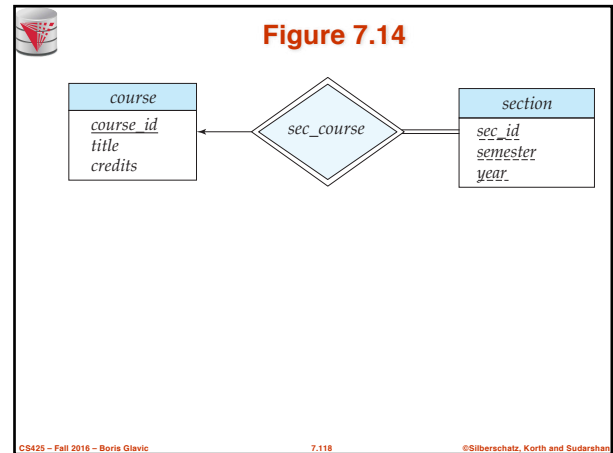 Figure 7.14
course
course_id
title
credits
sec_course
section
sec_id
semester
year
CS425 – Fall 2016 – Boris Glavic
7.118
©Silberschatz, Korth and Sudarshan